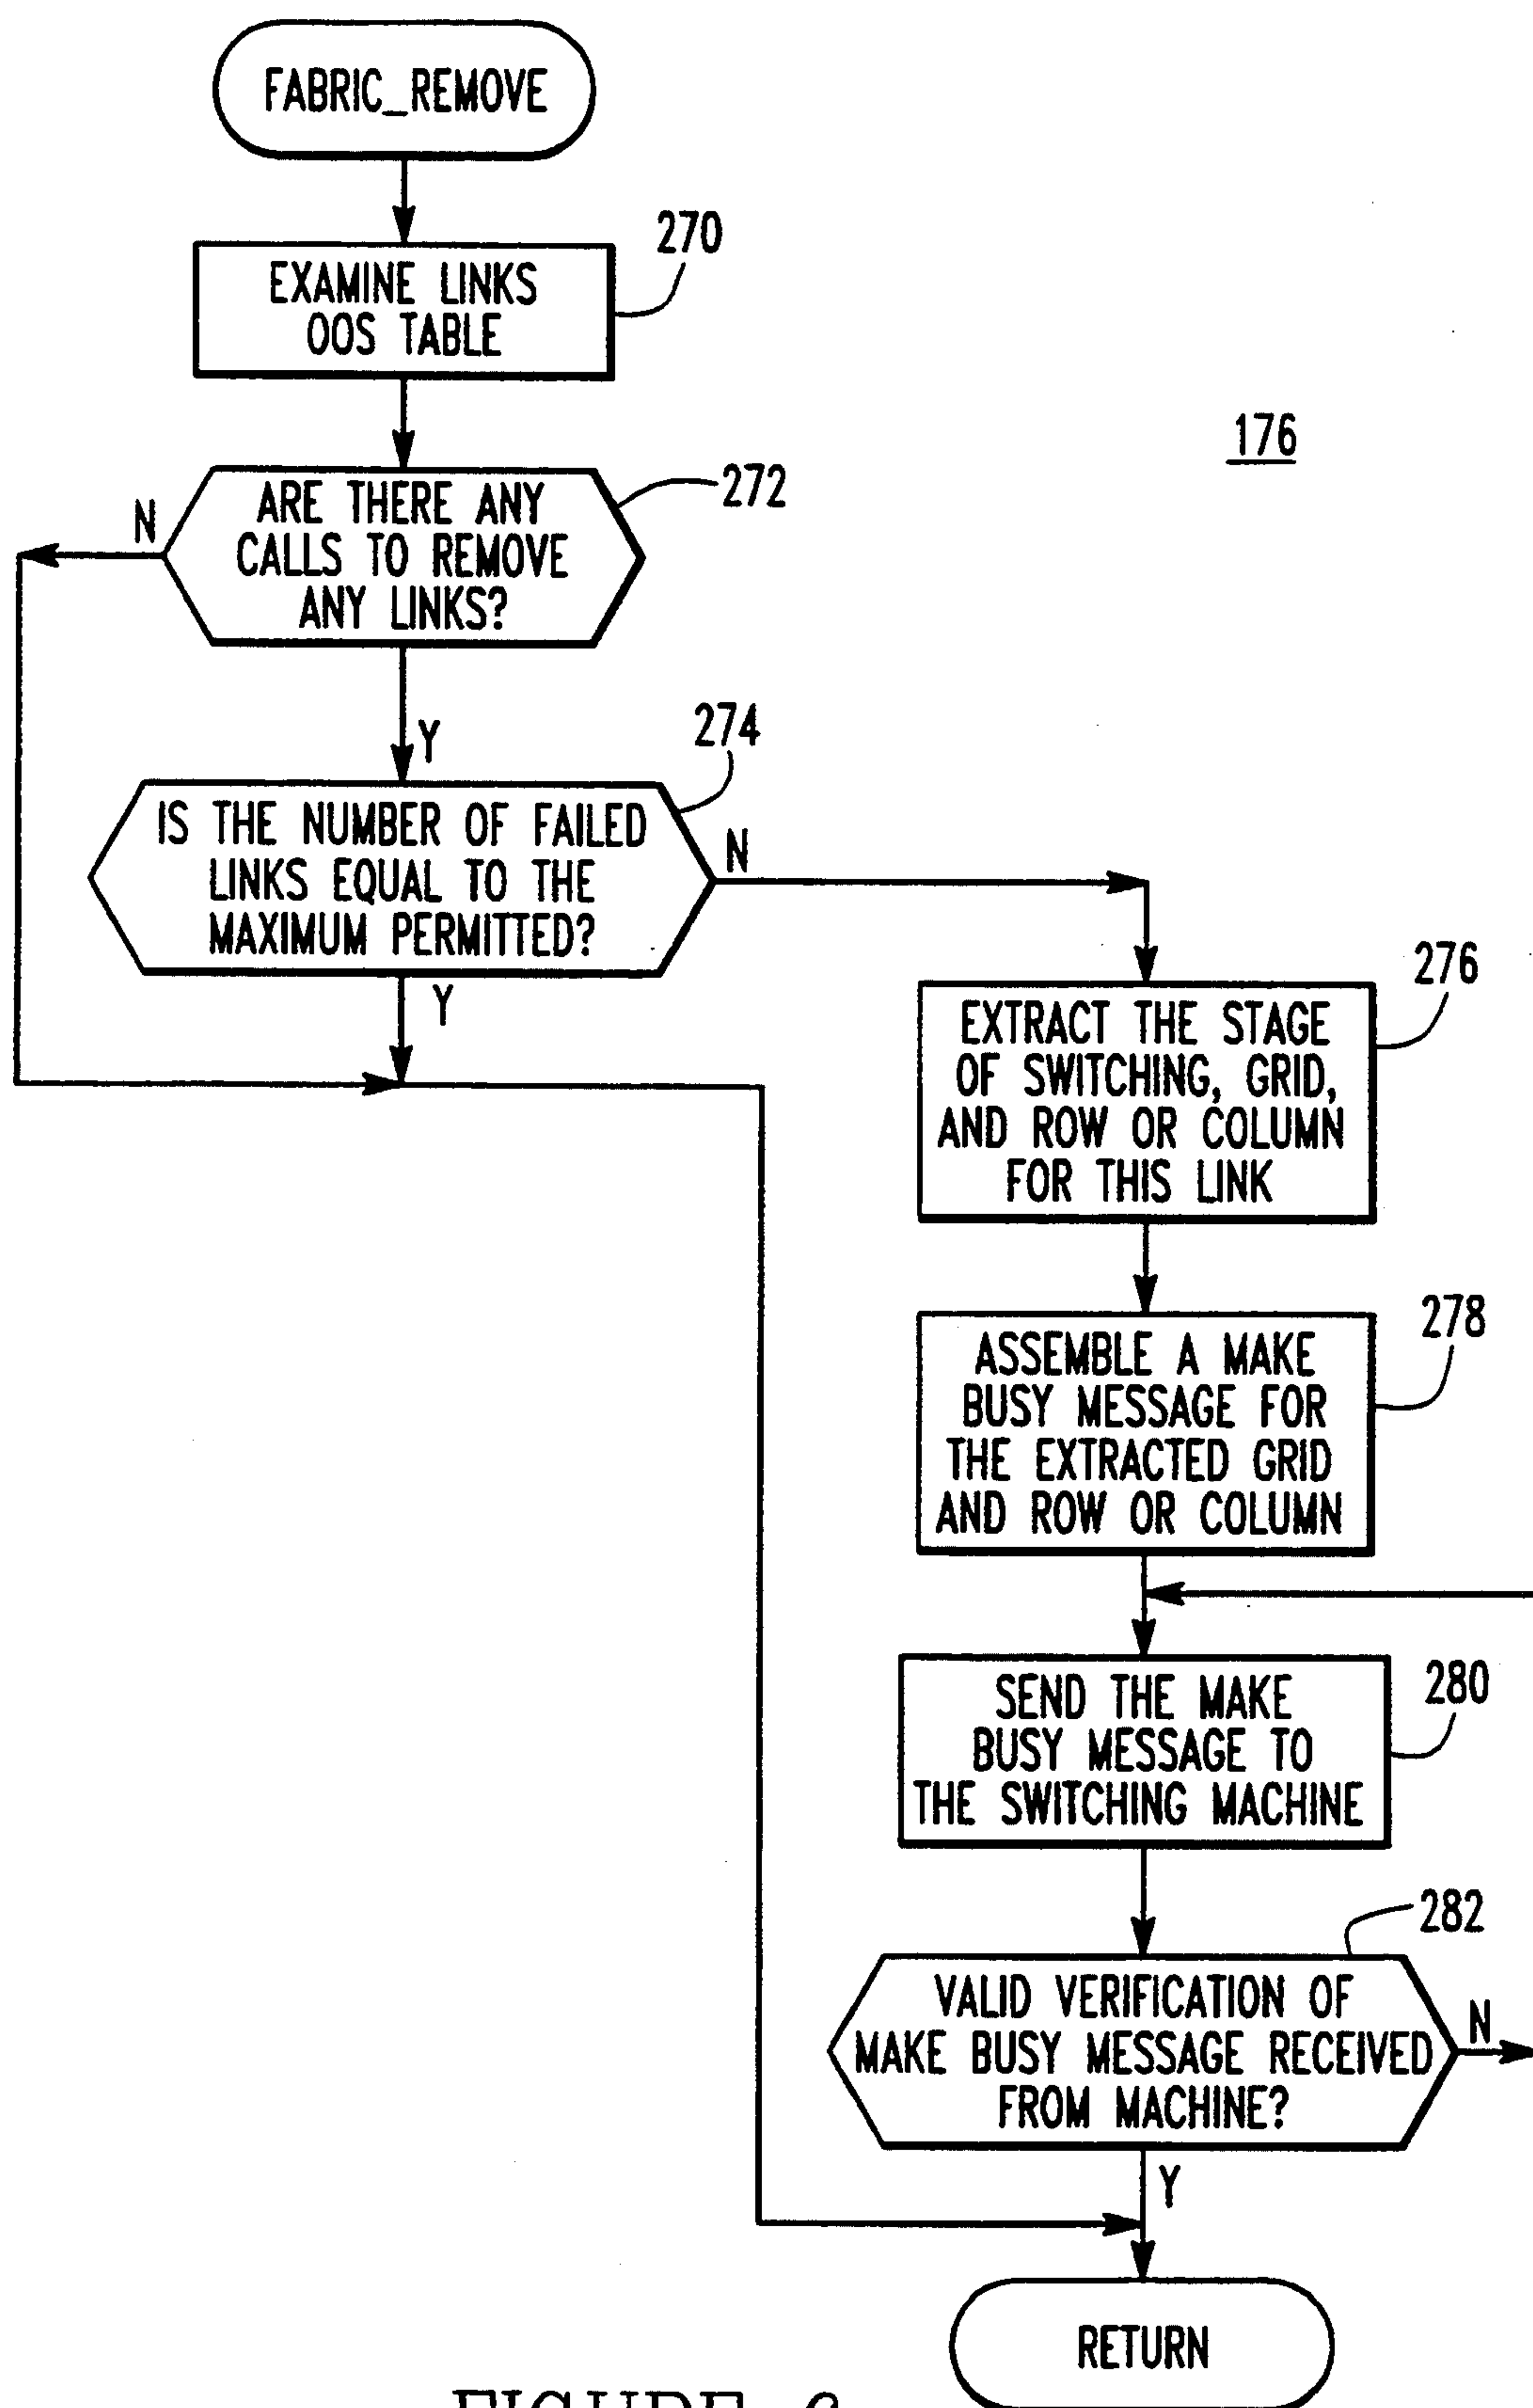 FABRIC_REMOVE
270
EXAMINE LINKS
OOS TABLE
176
272
N
ARE THERE ANY
CALLS TO REMOVE
ANY LINKS?
Y
274
IS THE NUMBER OF FAILED
LINKS EQUAL TO THE
MAXIMUM PERMITTED?
N
Y
276
EXTRACT THE STAGE
OF SWITCHING, GRID,
AND ROW OR COLUMN
FOR THIS LINK
278
ASSEMBLE A MAKE
BUSY MESSAGE FOR
THE EXTRACTED GRID
AND ROW OR COLUMN
280
SEND THE MAKE
BUSY MESSAGE TO
THE SWITCHING MACHINE
282
VALID VERIFICATION OF
MAKE BUSY MESSAGE RECEIVED
FROM MACHINE?
N
Y
RETURN
FIGURE